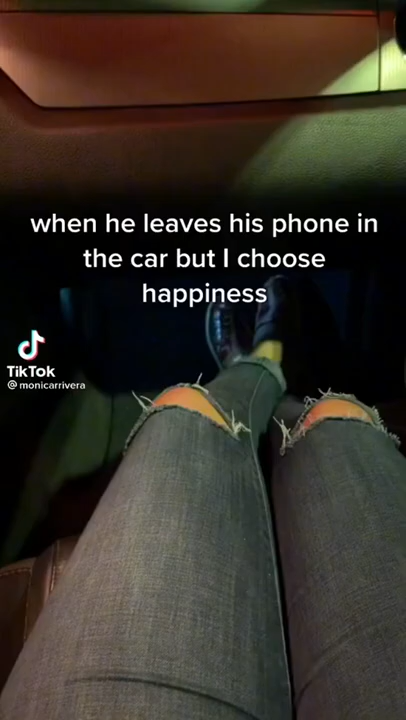 when he leaves his phone in
the car but I choose
happiness
TikTok
@monicarrivera